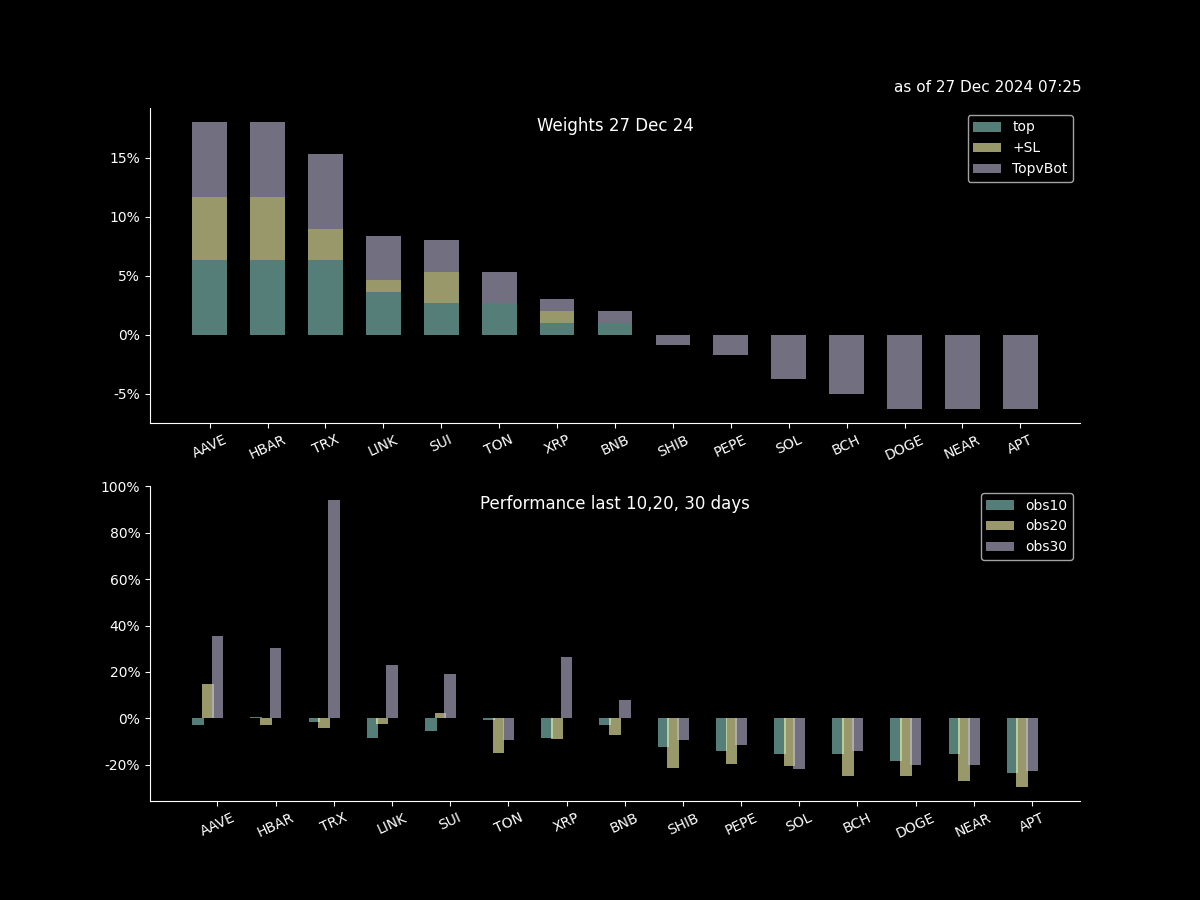 as of 27 Dec 2024 07:25
Weights 27 Dec 24
top
+SL
TopvBot
15%
10%
5%
0%
-5%
AAVE HBAR TRX LINK SUI TON XRP BNB SHIB PEPE SOL BCH DOGE NEAR APT
Performance last 10,20, 30 days
obs10
obs20
obs30
100%
80%
60%
40%
20%
0%
-20%
AAVE HBAR TRX LINK SUI TON XRP BNB SHIB PEPE SOL BCH DOGE NEAR APT